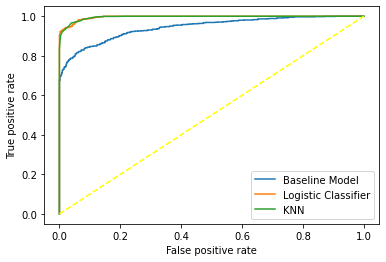 1.0
0.8
0.6
0.4
0.2
0.0
True positive rate
0.0 0.2 0.4 0.6 0.8 1.0
False positive rate
Baseline Model
Logistic Classifier
KNN